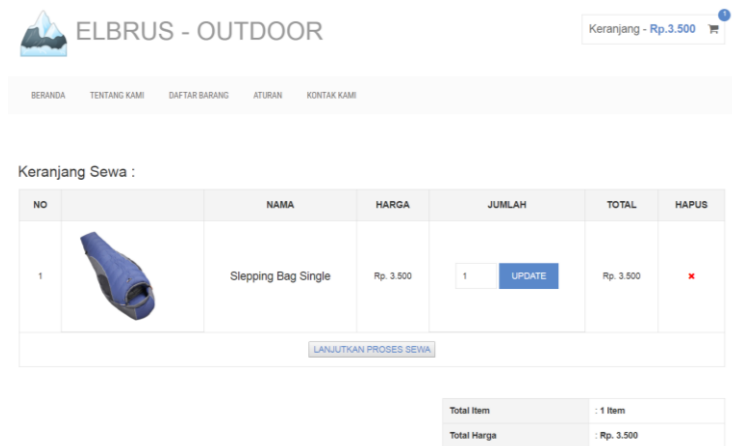 ELBRUS - OUTDOOR
Keranjang - Rp.3.500
1
BERANDA TENTANG KAMI DAFTAR BARANG ATURAN KONTAK KAMI
Keranjang Sewa :
NO NAMA HARGA JUMLAH TOTAL HAPUS
1 Slepping Bag Single Rp. 3.500 1 UPDATE Rp. 3.500
LANJUTKAN PROSES SEWA
Total Item : 1 Item
Total Harga : Rp. 3.500